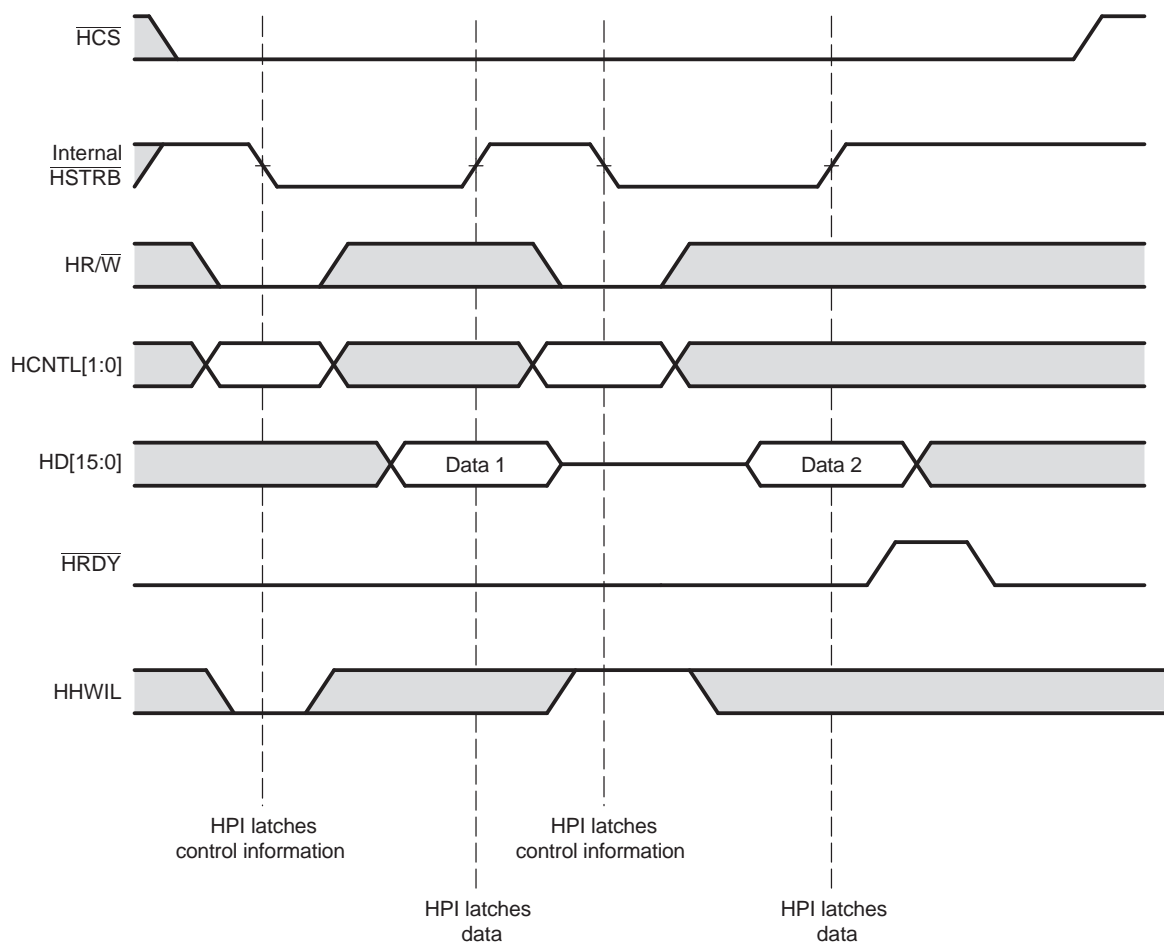 HCS
Internal
HSTRB
HR/W
HCNTL[1:0]
HD[15:0]
Data 1
Data 2
HRDY
HHWIL
HPI latches
control information
HPI latches
control information
HPI latches
data
HPI latches
data